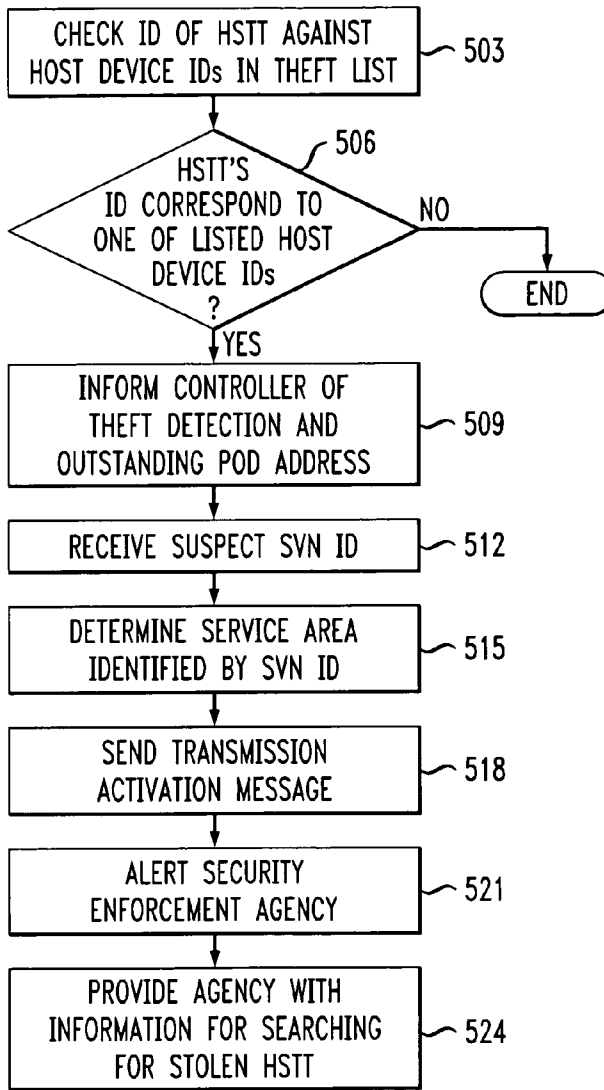 CHECK ID OF HSTT AGAINST
HOST DEVICE IDs IN THEFT LIST
503
506
HSTT'S
ID CORRESPOND TO
ONE OF LISTED HOST
DEVICE IDs
?
NO
END
YES
INFORM CONTROLLER OF
THEFT DETECTION AND
OUTSTANDING POD ADDRESS
509
RECEIVE SUSPECT SVN ID
512
DETERMINE SERVICE AREA
IDENTIFIED BY SVN ID
515
SEND TRANSMISSION
ACTIVATION MESSAGE
518
ALERT SECURITY
ENFORCEMENT AGENCY
521
PROVIDE AGENCY WITH
INFORMATION FOR SEARCHING
FOR STOLEN HSTT
524